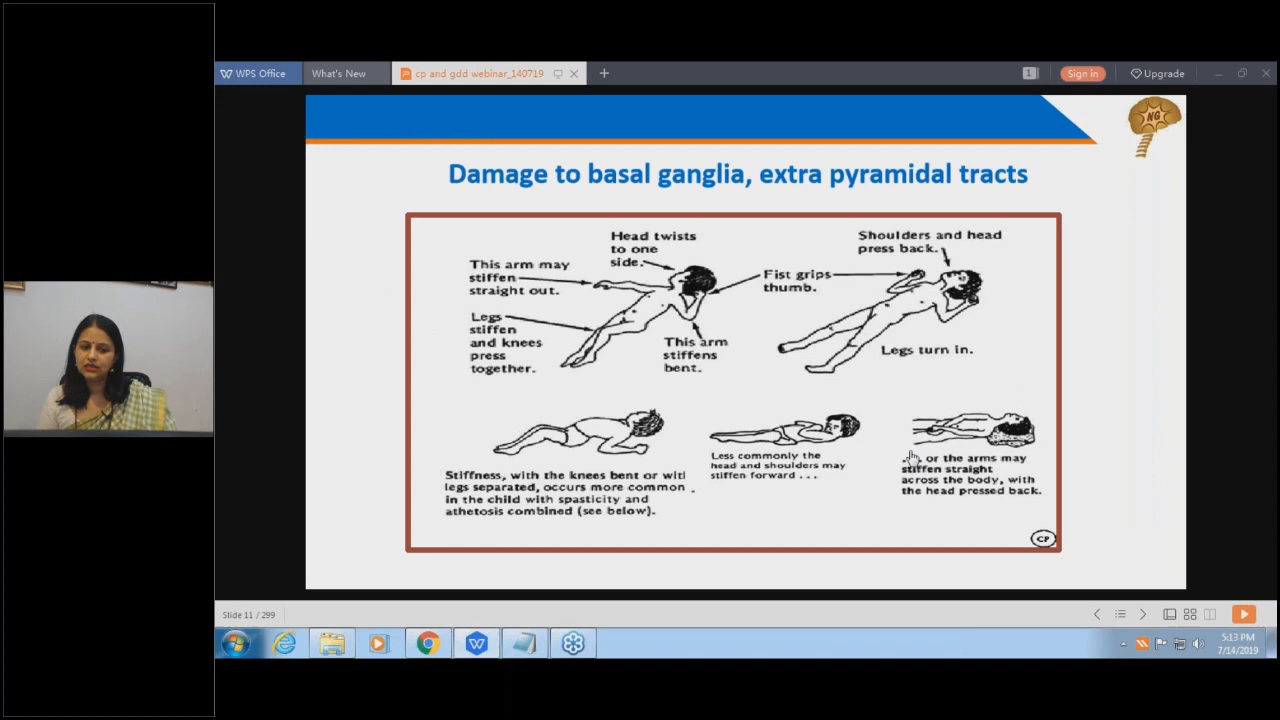 WPS Office
What's New
cp and gdd webinar_140719
1
Sign in
Upgrade
NG
Damage to basal ganglia, extra pyramidal tracts
Head twists
to one
side.
This arm may
stiffen
straight out.
Legs
stiffen
and knees
press
together.
This arm
stiffens
bent.
Fist grips
thumb.
Shoulders and head
press back.
Legs turn in.
Stiffness, with the knees bent or witl
legs separated, occurs more common
in the child with spasticity and
athetosis combined (see below).
Less commonly the
head and shoulders may
stiffen forward . . .
or the arms may
stiffen straight
across the body, with
the head pressed back.
CP
Slide 11 / 299
5:13 PM
7/14/2019